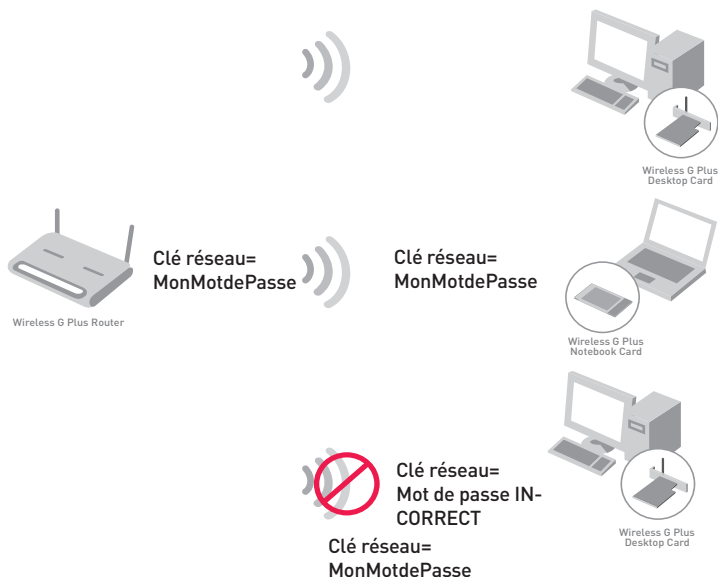 Wireless G Plus
Desktop Card
Clé réseau=
MonMotdePasse
Clé réseau=
MonMotdePasse
Wireless G Plus Router
Wireless G Plus
Notebook Card
Clé réseau=
Mot de passe IN-
CORRECT
Wireless G Plus
Desktop Card
Clé réseau=
MonMotdePasse